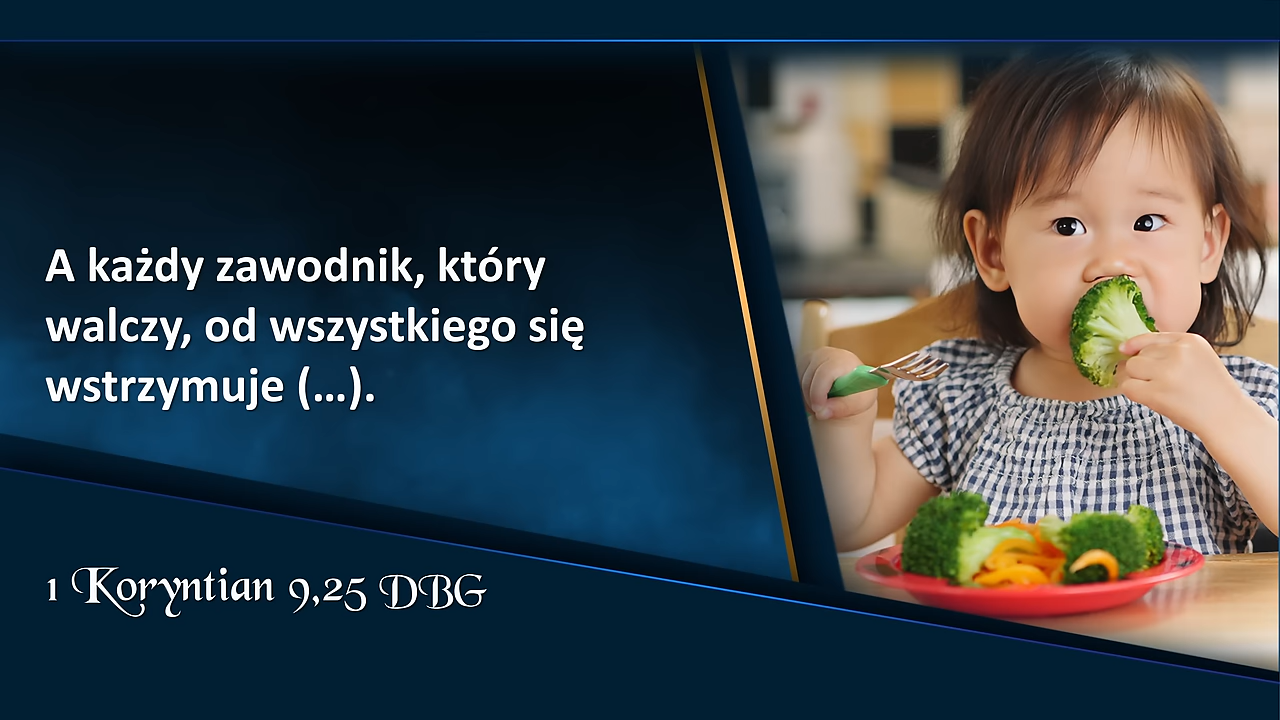 A każdy zawodnik, który
walczy, od wszystkiego się
wstrzymuje (...).
1 Koryntian 9,25 DBG